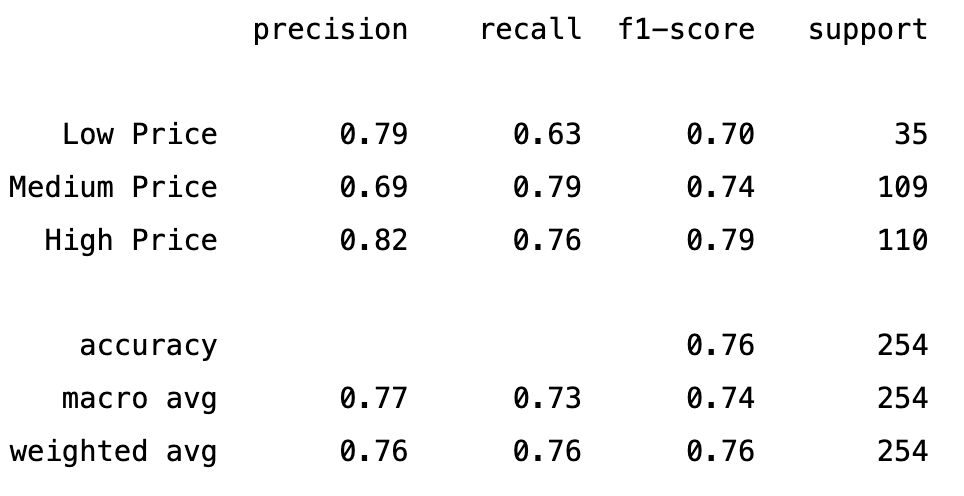 precision recall f1-score support
Low Price 0.79 0.63 0.70 35
Medium Price 0.69 0.79 0.74 109
High Price 0.82 0.76 0.79 110
accuracy 0.76 254
macro avg 0.77 0.73 0.74 254
weighted avg 0.76 0.76 0.76 254